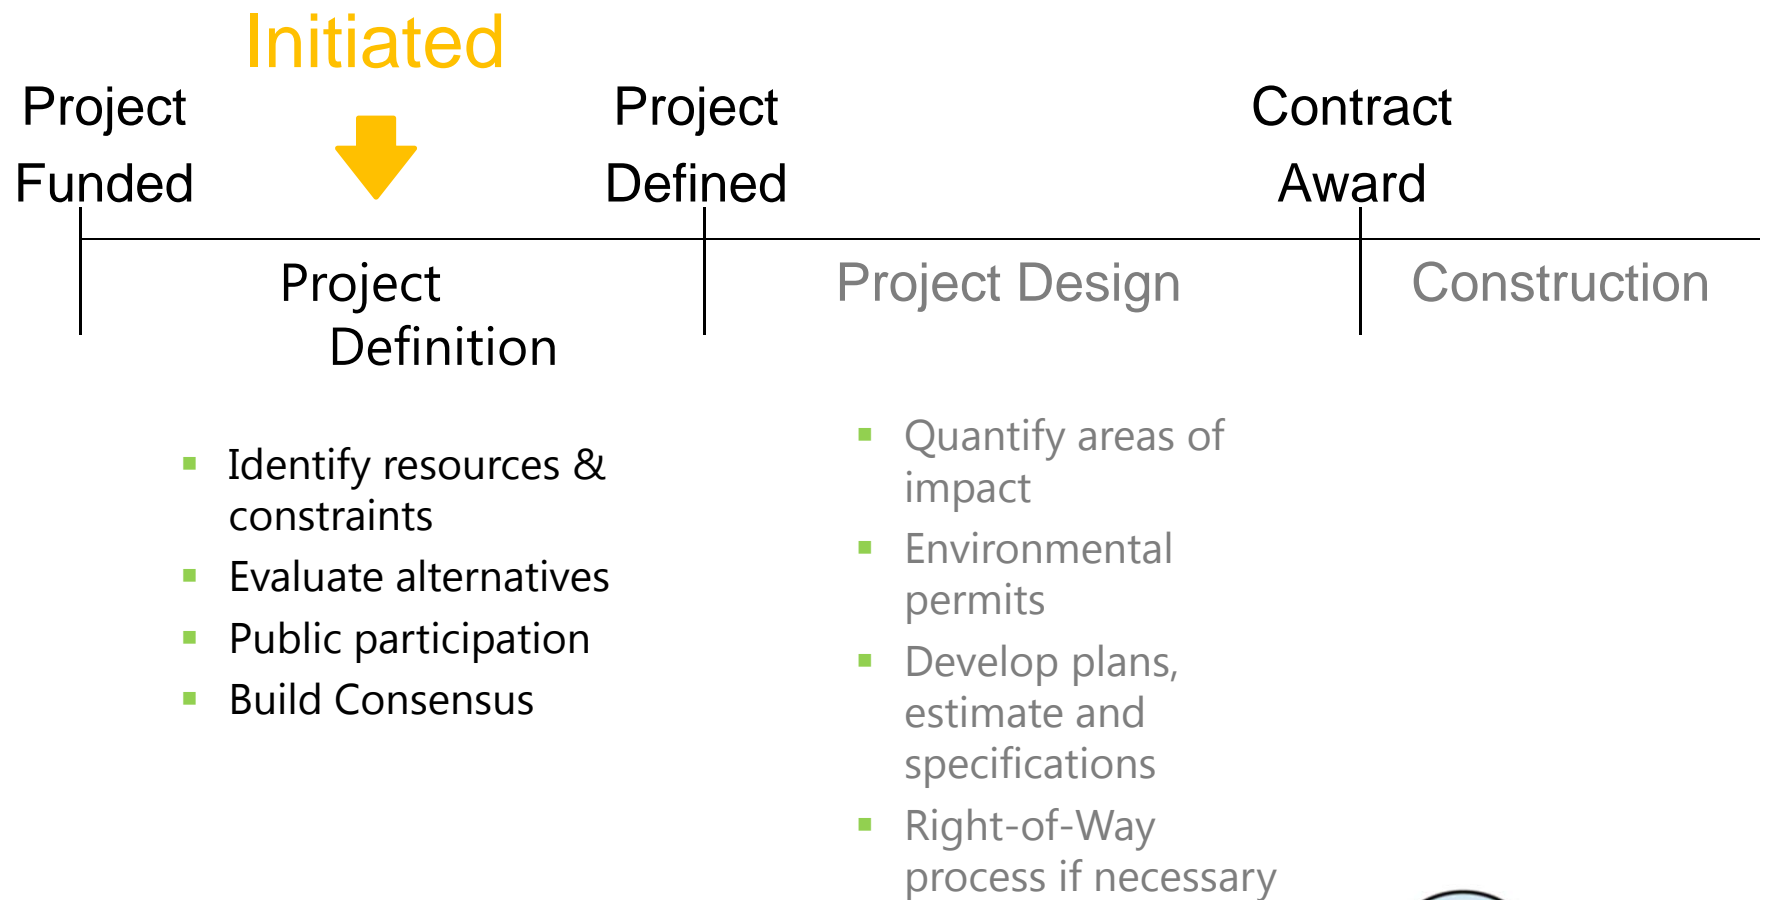 Initiated
Project
Funded
Project
Defined
Contract
Award
Project
Definition
Project Design
Construction
Identify resources &
constraints
Evaluate alternatives
Public participation
Build Consensus
Quantify areas of
impact
Environmental
permits
Develop plans,
estimate and
specifications
Right-of-Way
process if necessary